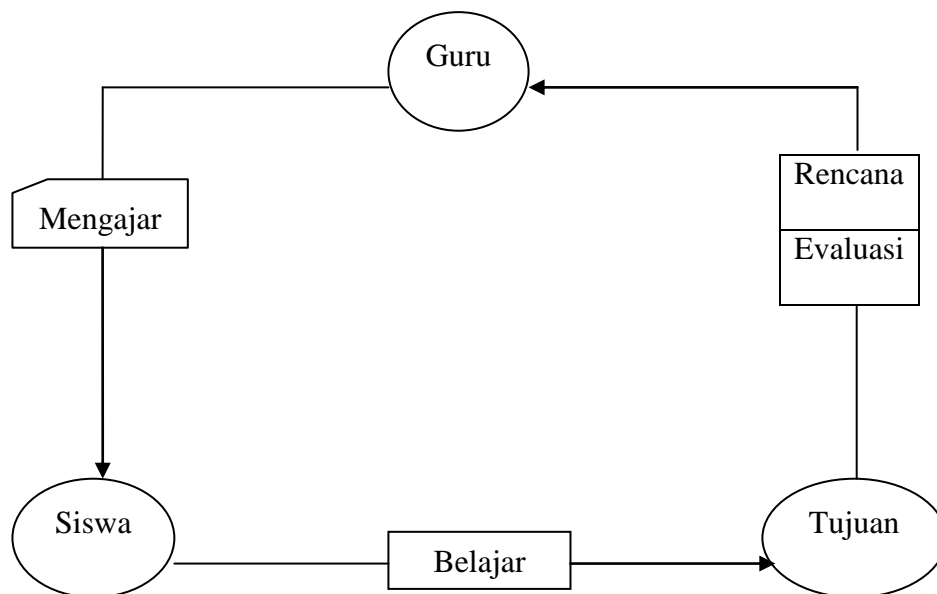 Guru
Rencana
Mengajar
Evaluasi
Siswa
Tujuan
Belajar